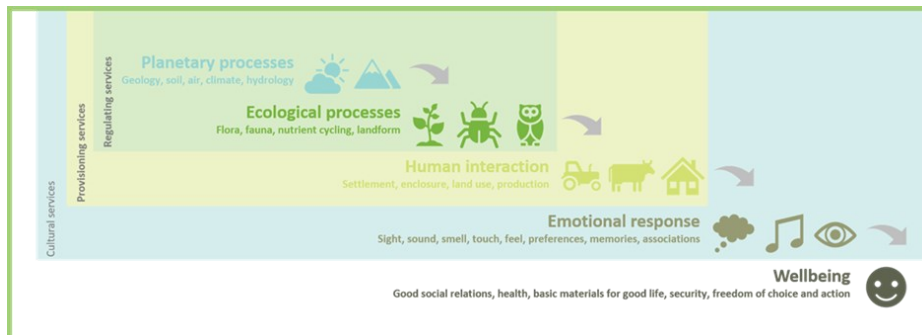 Planetary processes
Geology, soil, air, climate, hydrology
Ecological processes
Flora, fauna, nutrient cycling, landform
Human interaction
Settlement, enclosure, land use, production
Emotional response
Sight, sound, smell, touch, feel, preferences, memories, associations
Wellbeing
Good social relations, health, basic materials for good life, security, freedom of choice and action
Cultural services
Provisioning services
Regulating services